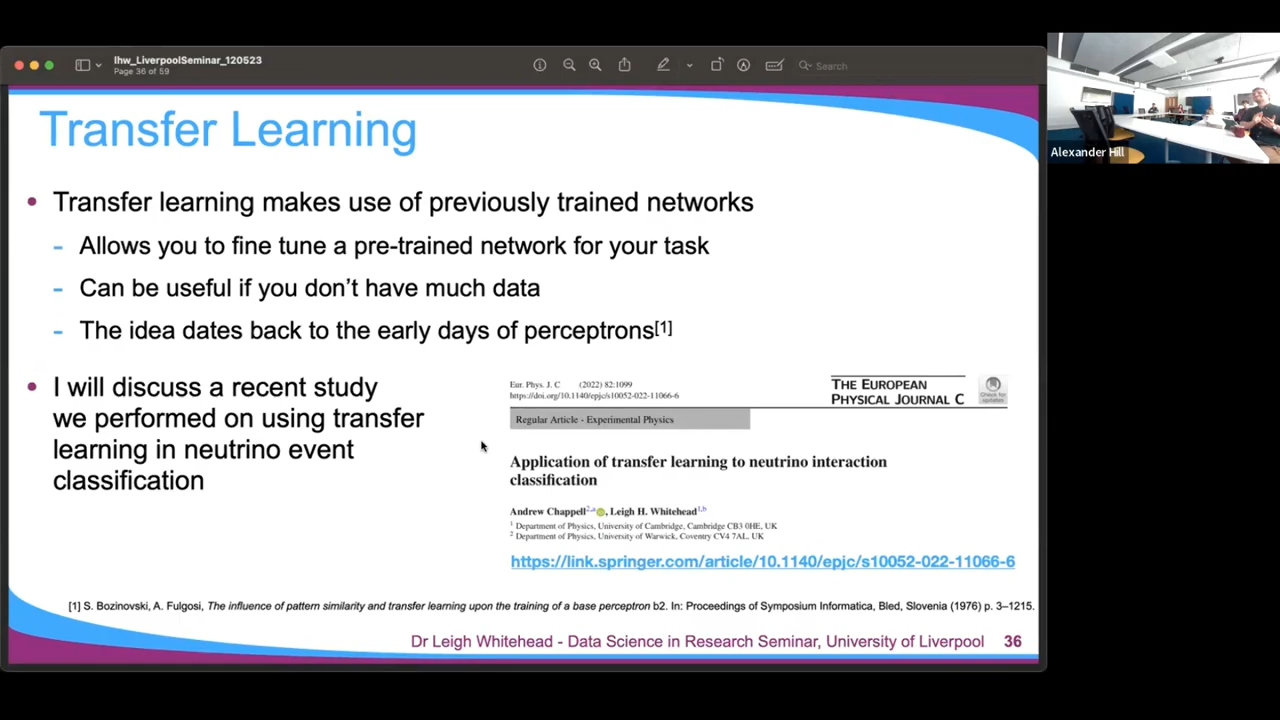 lhw_LiverpoolSeminar_120523
Page 36 of 59
Search
Alexander Hill
Transfer Learning
• Transfer learning makes use of previously trained networks
- Allows you to fine tune a pre-trained network for your task
- Can be useful if you don't have much data
- The idea dates back to the early days of perceptrons[1]
• I will discuss a recent study
we performed on using transfer
learning in neutrino event
classification
Eur. Phys. J. C (2022) 82:1099
https://doi.org/10.1140/epjc/s10052-022-11066-6
THE EUROPEAN
PHYSICAL JOURNAL C
Check for
updates
Regular Article - Experimental Physics
Application of transfer learning to neutrino interaction
classification
Andrew Chappell2,a, Leigh H. Whitehead1,b
1 Department of Physics, University of Cambridge, Cambridge CB3 0HE, UK
2 Department of Physics, University of Warwick, Coventry CV4 7AL, UK
https://link.springer.com/article/10.1140/epjc/s10052-022-11066-6
[1] S. Bozinovski, A. Fulgosi, The influence of pattern similarity and transfer learning upon the training of a base perceptron b2. In: Proceedings of Symposium Informatica, Bled, Slovenia (1976) p. 3–1215.
Dr Leigh Whitehead - Data Science in Research Seminar, University of Liverpool 36